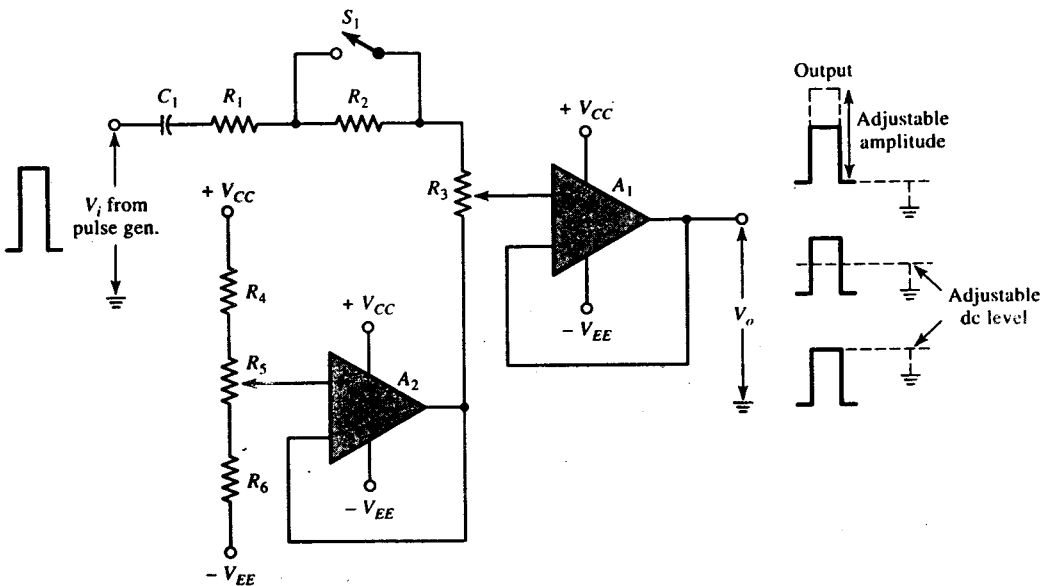 S1
C1
R1
R2
+ VCC
Vi from
pulse gen.
+ VCC
R3
A1
R4
+ VCC
− VEE
Vo
R5
A2
R6
− VEE
− VEE
Output
Adjustable
amplitude
Adjustable
dc level